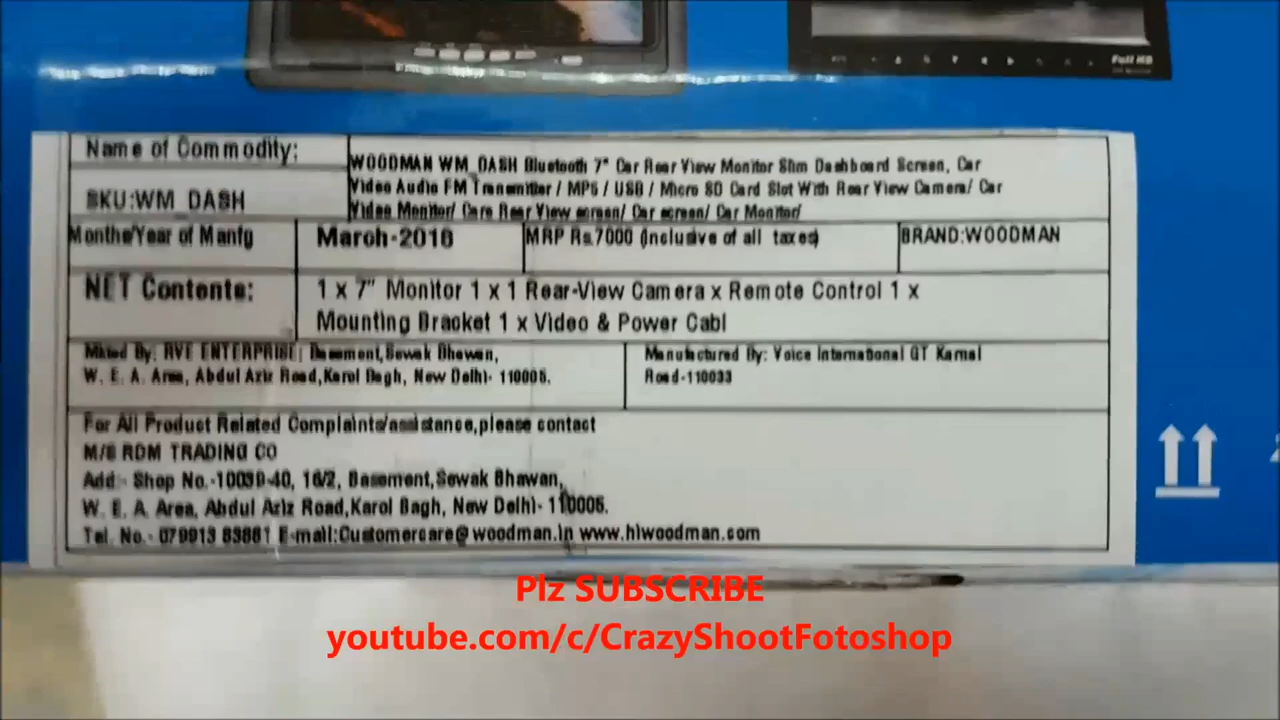 Full HD
Name of Commodity:
WOODMAN WM_DASH Bluetooth 7" Car Rear View Monitor Slim Dashboard Screen, Car
Video Audio FM Transmitter / MP5 / USB / Micro SD Card Slot With Rear View Camera/ Car
Video Monitor/ Care Rear View screen/ Car screen/ Car Monitor/
SKU:WM_DASH
Months/Year of Manfg
March-2018
MRP Rs.7000 (Inclusive of all taxes)
BRAND:WOODMAN
NET Contents:
1 x 7" Monitor 1 x 1 Rear-View Camera x Remote Control 1 x
Mounting Bracket 1 x Video & Power Cabl
Mkted By: RVE ENTERPRISE; Basement,Sewak Bhawan,
W. E. A. Area, Abdul Aziz Road,Karol Bagh, New Delhi- 110005.
Manufactured By: Voice International GT Karnal
Road-110033
For All Product Related Complaints/assistance,please contact
M/S RDM TRADING CO
Add:- Shop No.-10039-40, 16/2, Basement,Sewak Bhawan,
W. E. A. Area, Abdul Aziz Road,Karol Bagh, New Delhi- 110005.
Tel. No.- E-mail:Customercare@woodman.in www.hiwoodman.com
Plz SUBSCRIBE
youtube.com/c/CrazyShootFotoshop